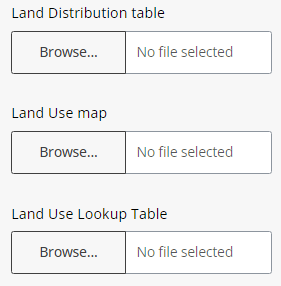 Land Distribution table
Browse... No file selected
Land Use map
Browse... No file selected
Land Use Lookup Table
Browse... No file selected